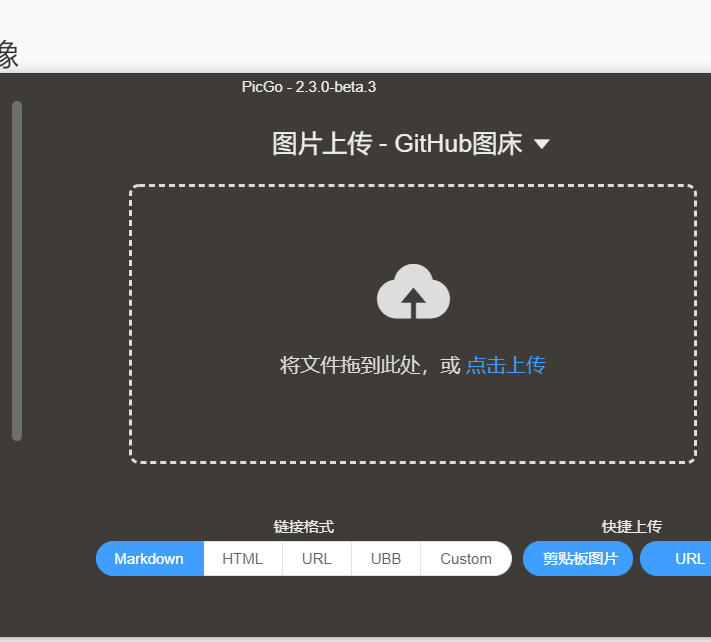 像
PicGo - 2.3.0-beta.3
图片上传 - GitHub图床
将文件拖到此处，或 点击上传
链接格式
快捷上传
Markdown
HTML
URL
UBB
Custom
剪贴板图片
URL